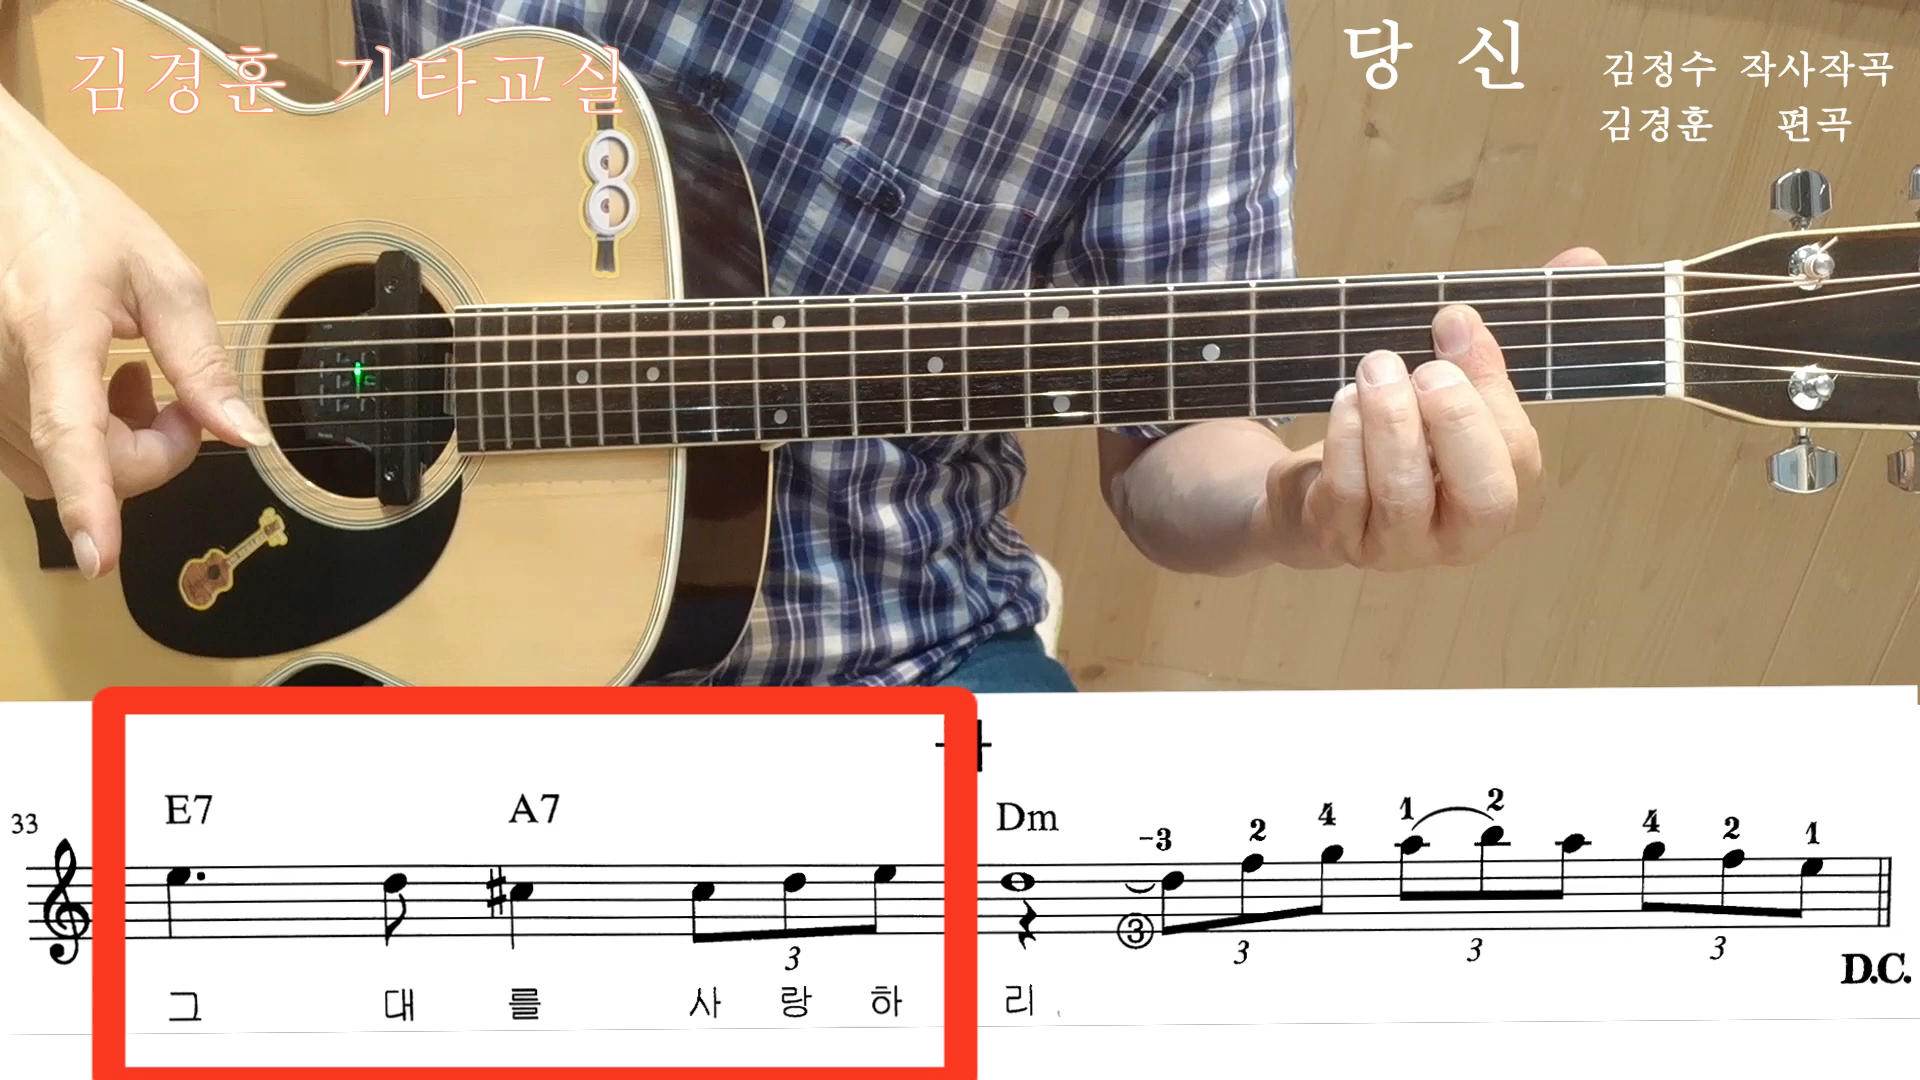 김경훈 기타교실
당 신
김정수 작사작곡
김경훈 편곡
33 E7 A7 Dm -3 2 4 1 2 4 2 1
③
3 3 3 3
D.C.
그 대 를 사 랑 하 리